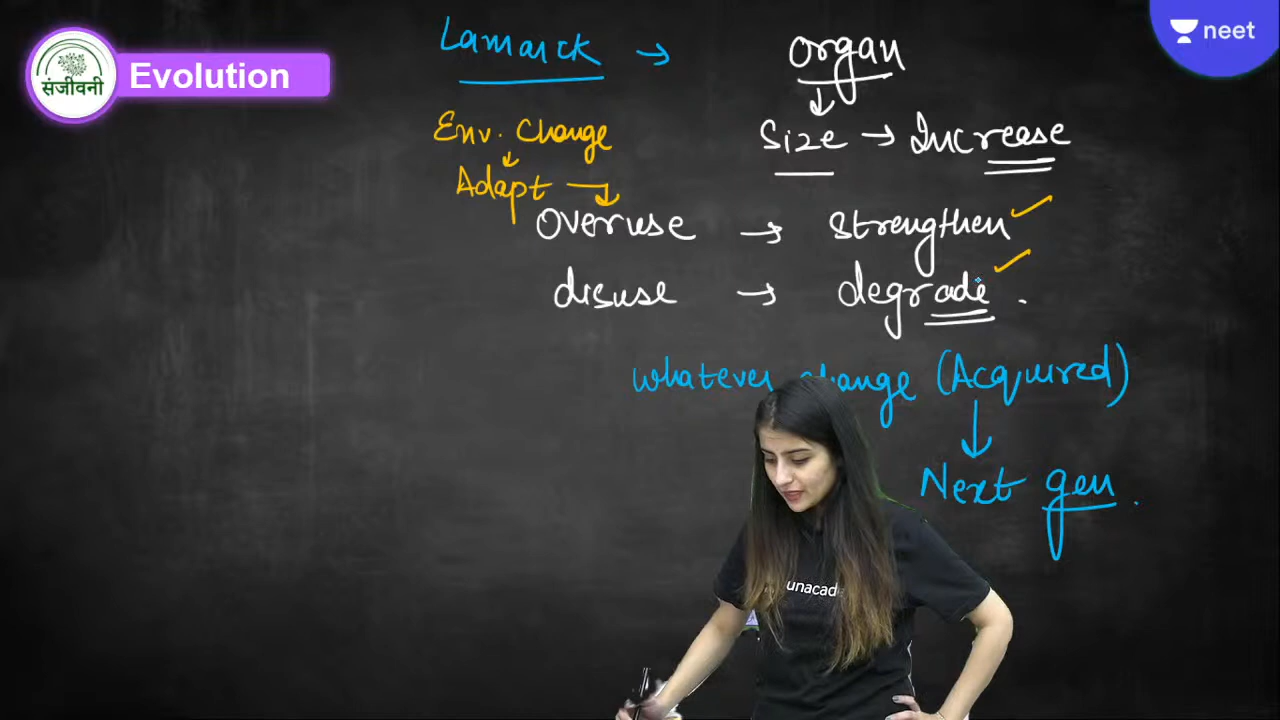 Lamarck → organ
neet
संजीवनी
Evolution
Env. Change
Size → Increase
Adapt
Overuse → strengthen
disuse → degrade.
Whatever change (Acquired)
Next gen.
unacad